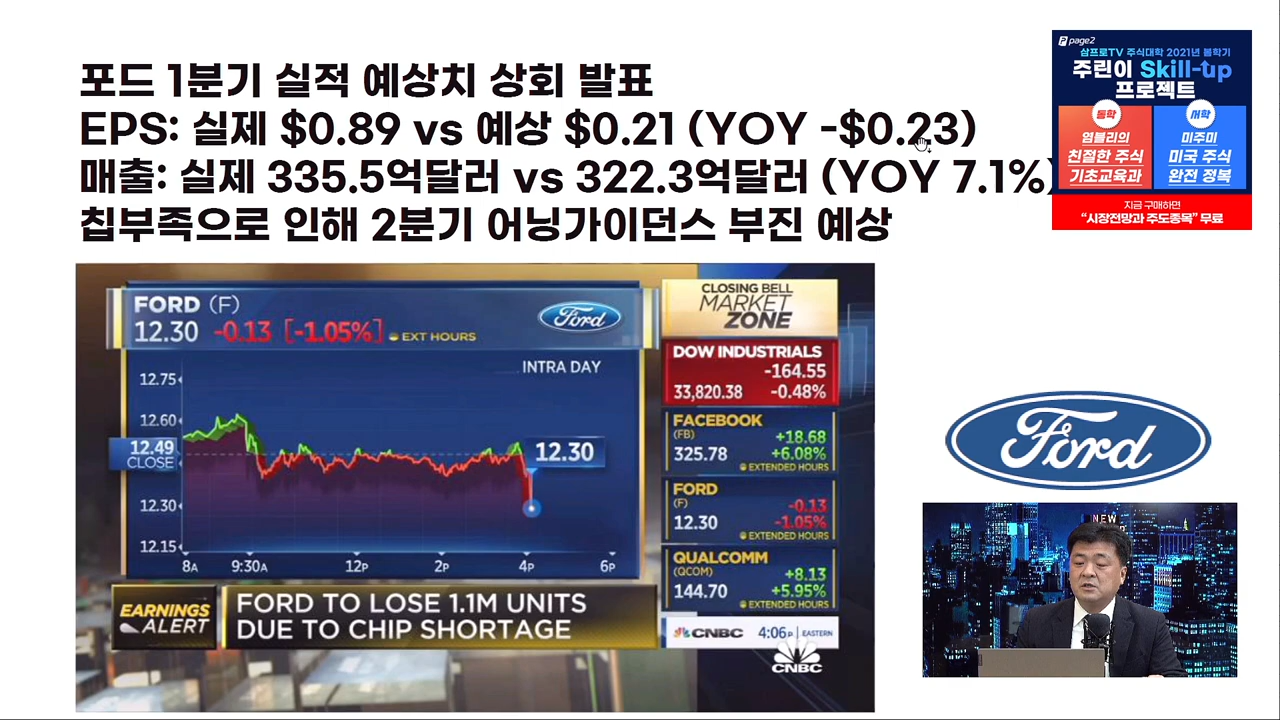 포드 1분기 실적 예상치 상회 발표
EPS: 실제 $0.89 vs 예상 $0.21 (YOY -$0.23)
매출: 실제 335.5억달러 vs 322.3억달러 (YOY 7.1%)
칩부족으로 인해 2분기 어닝가이던스 부진 예상
page2
삼프로TV 주식대학 2021년 봄학기
주린이 Skill-up
프로젝트
동학
염블리의
친절한 주식
기초교육과
서학
미주미
미국 주식
완전 정복
지금 구매하면
“시장전망과 주도종목” 무료
FORD (F)
12.30 -0.13 [-1.05%] EXT HOURS
Ford
INTRA DAY
12.75
12.60
12.49
CLOSE
12.30
12.15
12.30
8A 9:30A 12P 2P 4P 6P
EARNINGS
ALERT
FORD TO LOSE 1.1M UNITS
DUE TO CHIP SHORTAGE
CLOSING BELL
MARKET
ZONE
DOW INDUSTRIALS
-164.55
33,820.38 -0.48%
FACEBOOK
(FB) +18.68
325.78 +6.08%
EXTENDED HOURS
FORD
(F) -0.13
12.30 -1.05%
EXTENDED HOURS
QUALCOMM
(QCOM) +8.13
144.70 +5.95%
EXTENDED HOURS
CNBC 4:06P EASTERN
CNBC
Ford
NEW